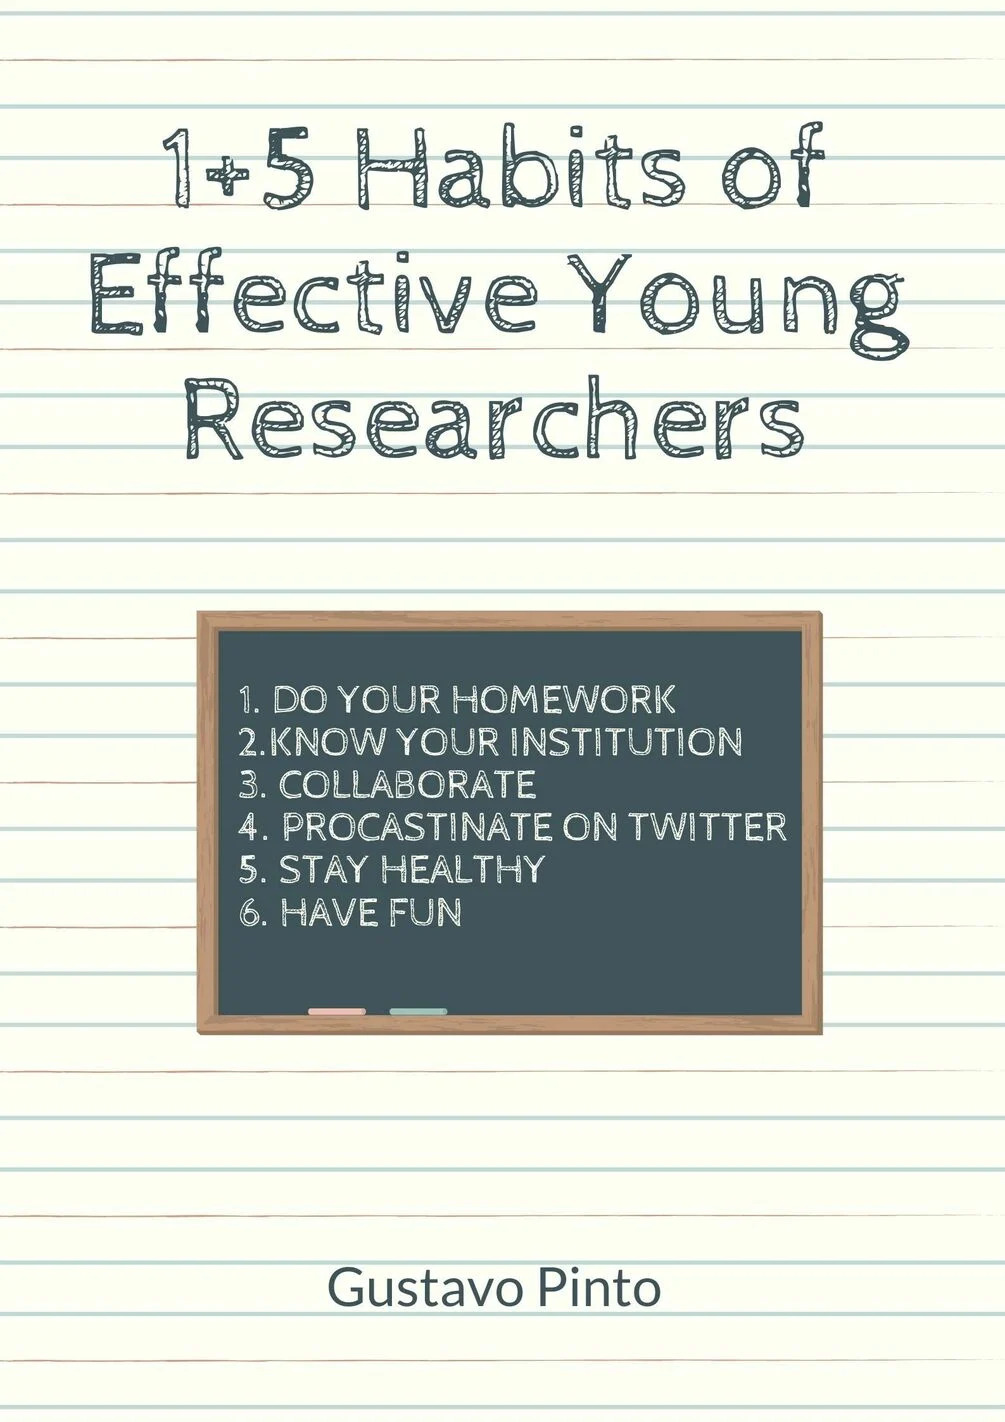 1+5 Habits of
Effective Young
Researchers
1. DO YOUR HOMEWORK
2.KNOW YOUR INSTITUTION
3. COLLABORATE
4. PROCASTINATE ON TWITTER
5. STAY HEALTHY
6. HAVE FUN
Gustavo Pinto